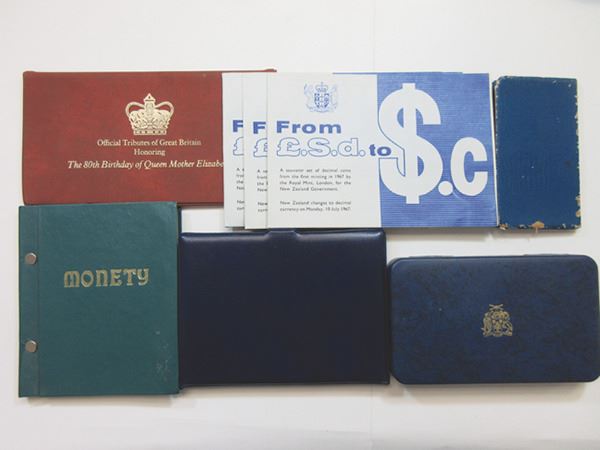 Official Tributes of Great Britain
Honoring
The 80th Birthday of Queen Mother Elizabe
F
£
F
£
From
£.S.d. to
$.c
A souvenir set of decimal coins
from the first minting in 1967 by
the Royal Mint, London, for the
New Zealand Government.
New Zealand changes to decimal
currency on Monday, 10 July 1967.
MONETY